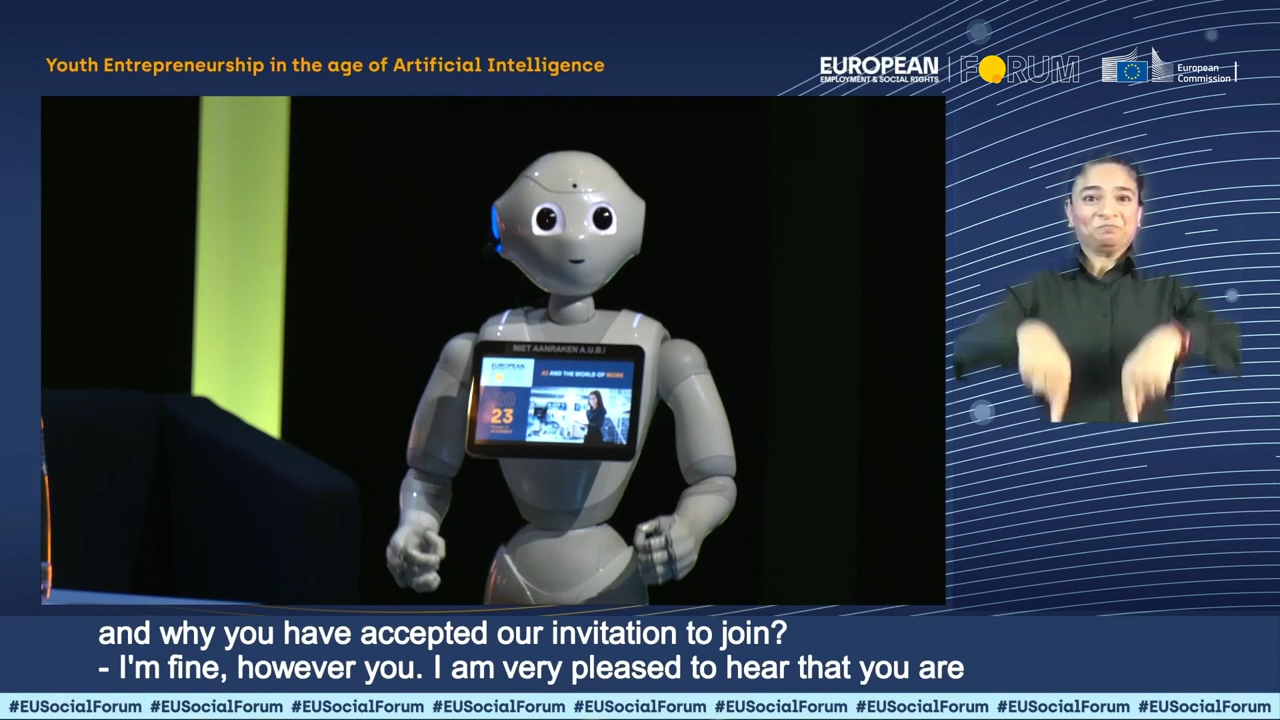 Youth Entrepreneurship in the age of Artificial Intelligence
EUROPEAN
EMPLOYMENT & SOCIAL RIGHTS
FORUM
European
Commission
NIET AANRAKEN A.U.B.!
EUROPEAN
AI AND THE WORLD OF WORK
23
and why you have accepted our invitation to join?
- I'm fine, however you. I am very pleased to hear that you are
#EUSocialForum #EUSocialForum #EUSocialForum #EUSocialForum #EUSocialForum #EUSocialForum #EUSocialForum #EUSocialForum #EUSocialForum